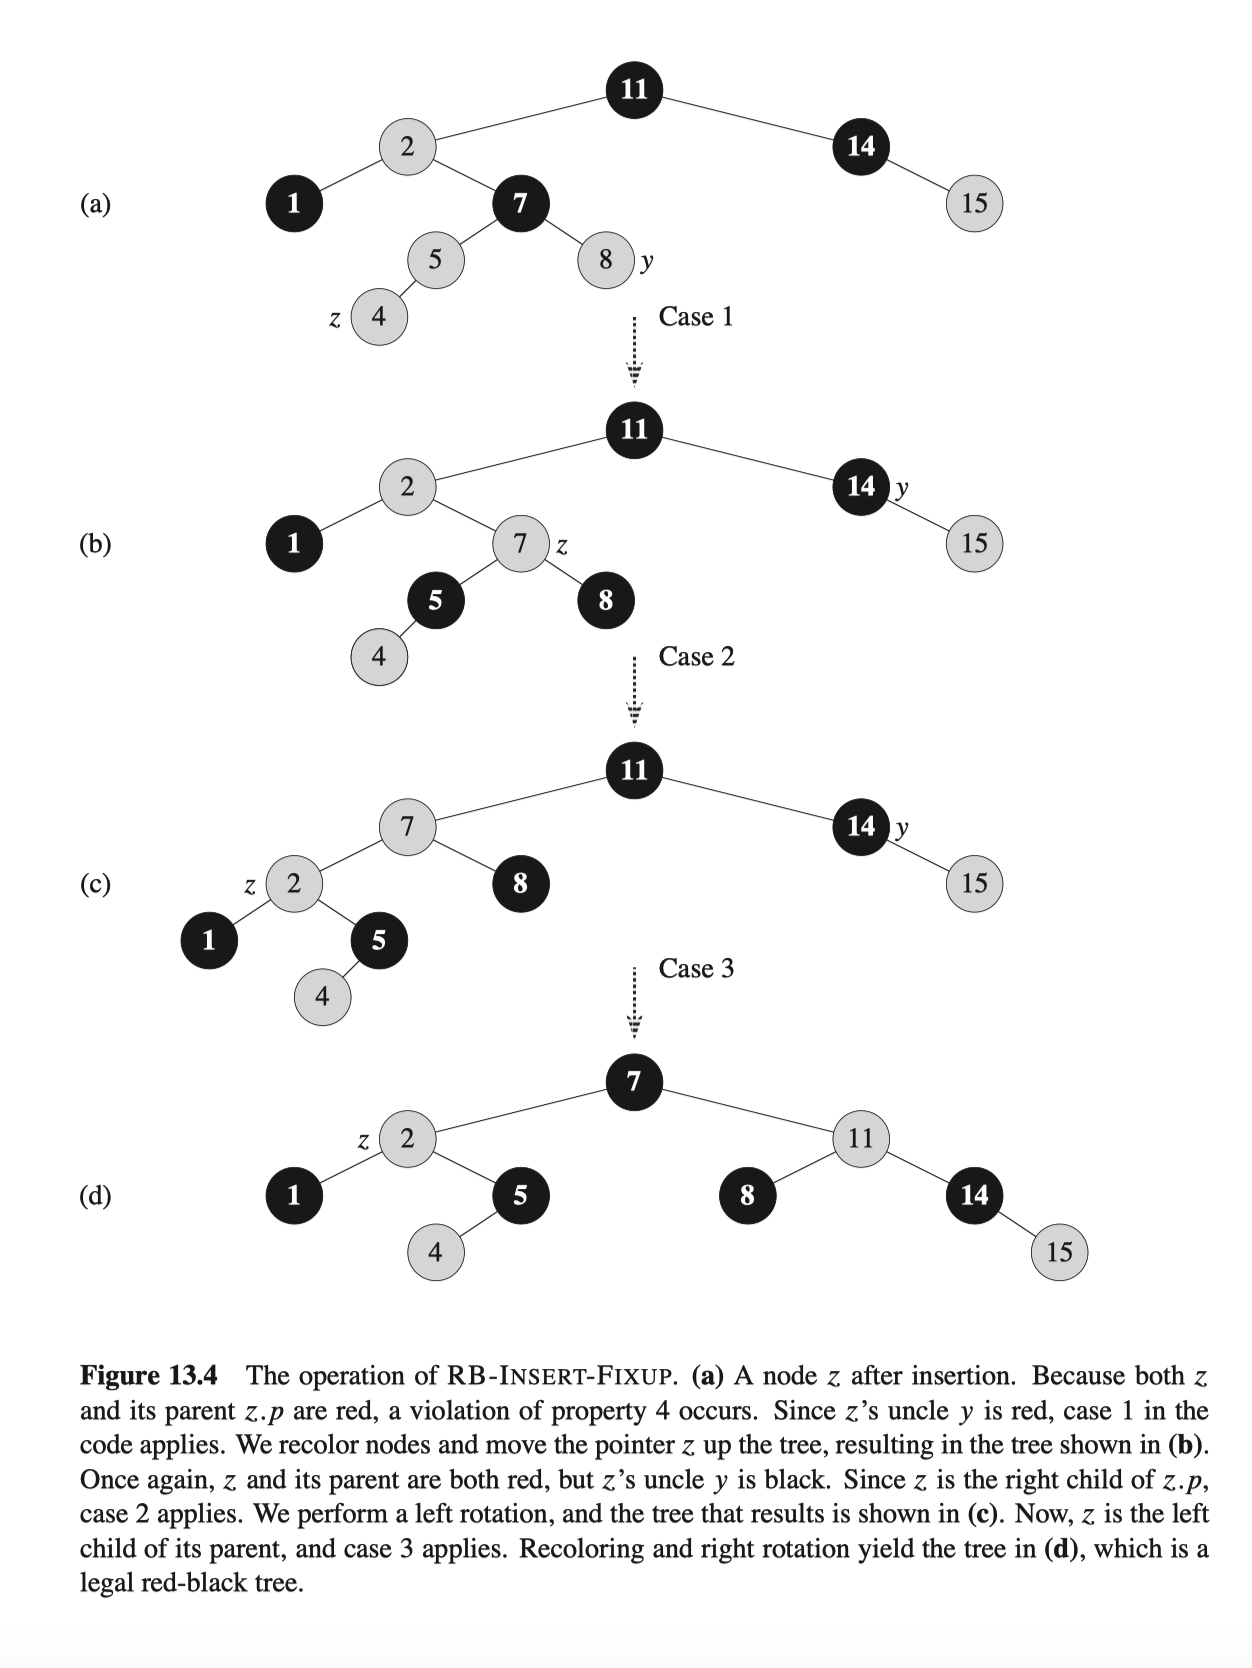 11
2 14
(a) 1 7 15
5 8 y
z 4 Case 1
11
2 14 y
(b) 1 7 z 15
5 8
4 Case 2
11
7 14 y
(c) z 2 8 15
1 5
Case 3
4
7
z 2 11
(d) 1 5 8 14
4 15
Figure 13.4 The operation of RB-INSERT-FIXUP. (a) A node z after insertion. Because both z
and its parent z.p are red, a violation of property 4 occurs. Since z’s uncle y is red, case 1 in the
code applies. We recolor nodes and move the pointer z up the tree, resulting in the tree shown in (b).
Once again, z and its parent are both red, but z’s uncle y is black. Since z is the right child of z.p,
case 2 applies. We perform a left rotation, and the tree that results is shown in (c). Now, z is the left
child of its parent, and case 3 applies. Recoloring and right rotation yield the tree in (d), which is a
legal red-black tree.